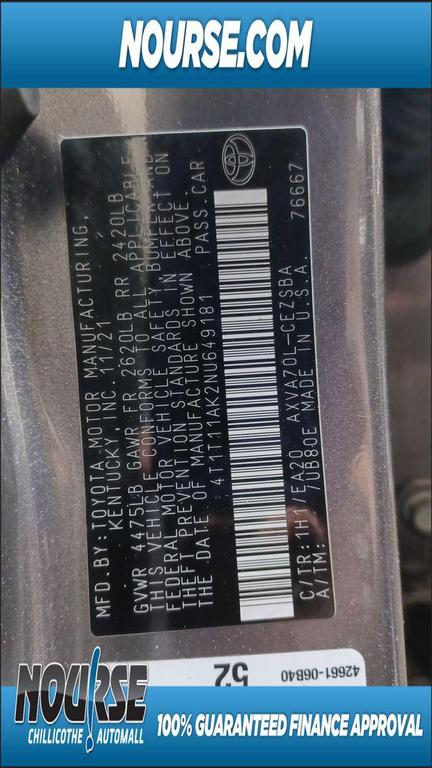 NOURSE.COM
MFD.BY: TOYOTA MOTOR MANUFACTURING,
KENTUCKY, INC. 11/21
GVWR 4475LB GAWR FR 2620LB RR 2420LB
THIS VEHICLE CONFORMS TO ALL APPLICABLE
FEDERAL MOTOR VEHICLE SAFETY, BUMPER, AND
THEFT PREVENTION STANDARDS IN EFFECT ON
THE DATE OF MANUFACTURE SHOWN ABOVE
4T1T11AK2NU649181 PASS.CAR
C/TR: 1H1/EA20 AXVA70L-CEZSBA 76667
A/TM: /UB80E MADE IN U.S.A.
52
42661-06B40
NOURSE
CHILLICOTHE AUTOMALL
100% GUARANTEED FINANCE APPROVAL